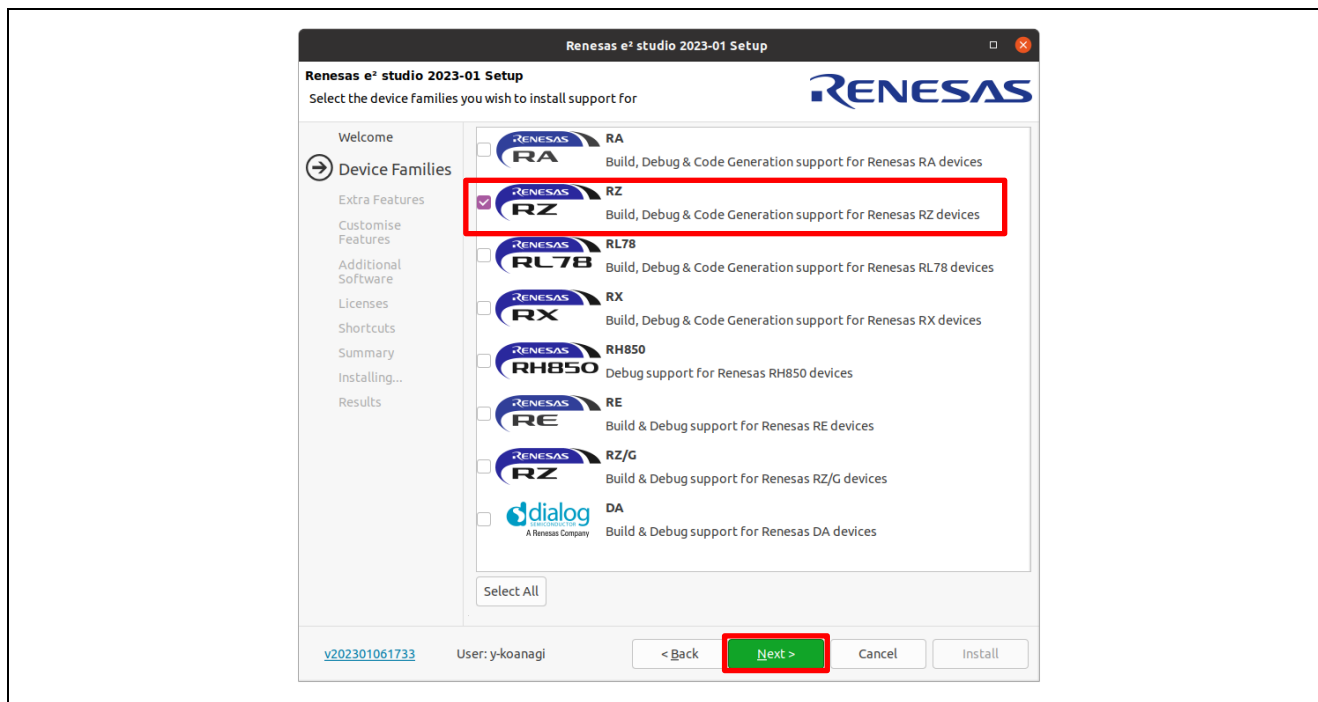 Renesas e² studio 2023-01 Setup
Renesas e² studio 2023-01 Setup
Select the device families you wish to install support for
RENESAS
Welcome
Device Families
Extra Features
Customise
Features
Additional
Software
Licenses
Shortcuts
Summary
Installing...
Results
RENESAS
RA
RA
Build, Debug & Code Generation support for Renesas RA devices
RENESAS
RZ
RZ
Build, Debug & Code Generation support for Renesas RZ devices
RENESAS
RL78
RL78
Build, Debug & Code Generation support for Renesas RL78 devices
RENESAS
RX
RX
Build, Debug & Code Generation support for Renesas RX devices
RENESAS
RH850
RH850
Debug support for Renesas RH850 devices
RENESAS
RE
RE
Build & Debug support for Renesas RE devices
RENESAS
RZ
RZ/G
Build & Debug support for Renesas RZ/G devices
dialog
SEMICONDUCTOR
A Renesas Company
DA
Build & Debug support for Renesas DA devices
Select All
v202301061733 User: y-koanagi < Back Next > Cancel Install